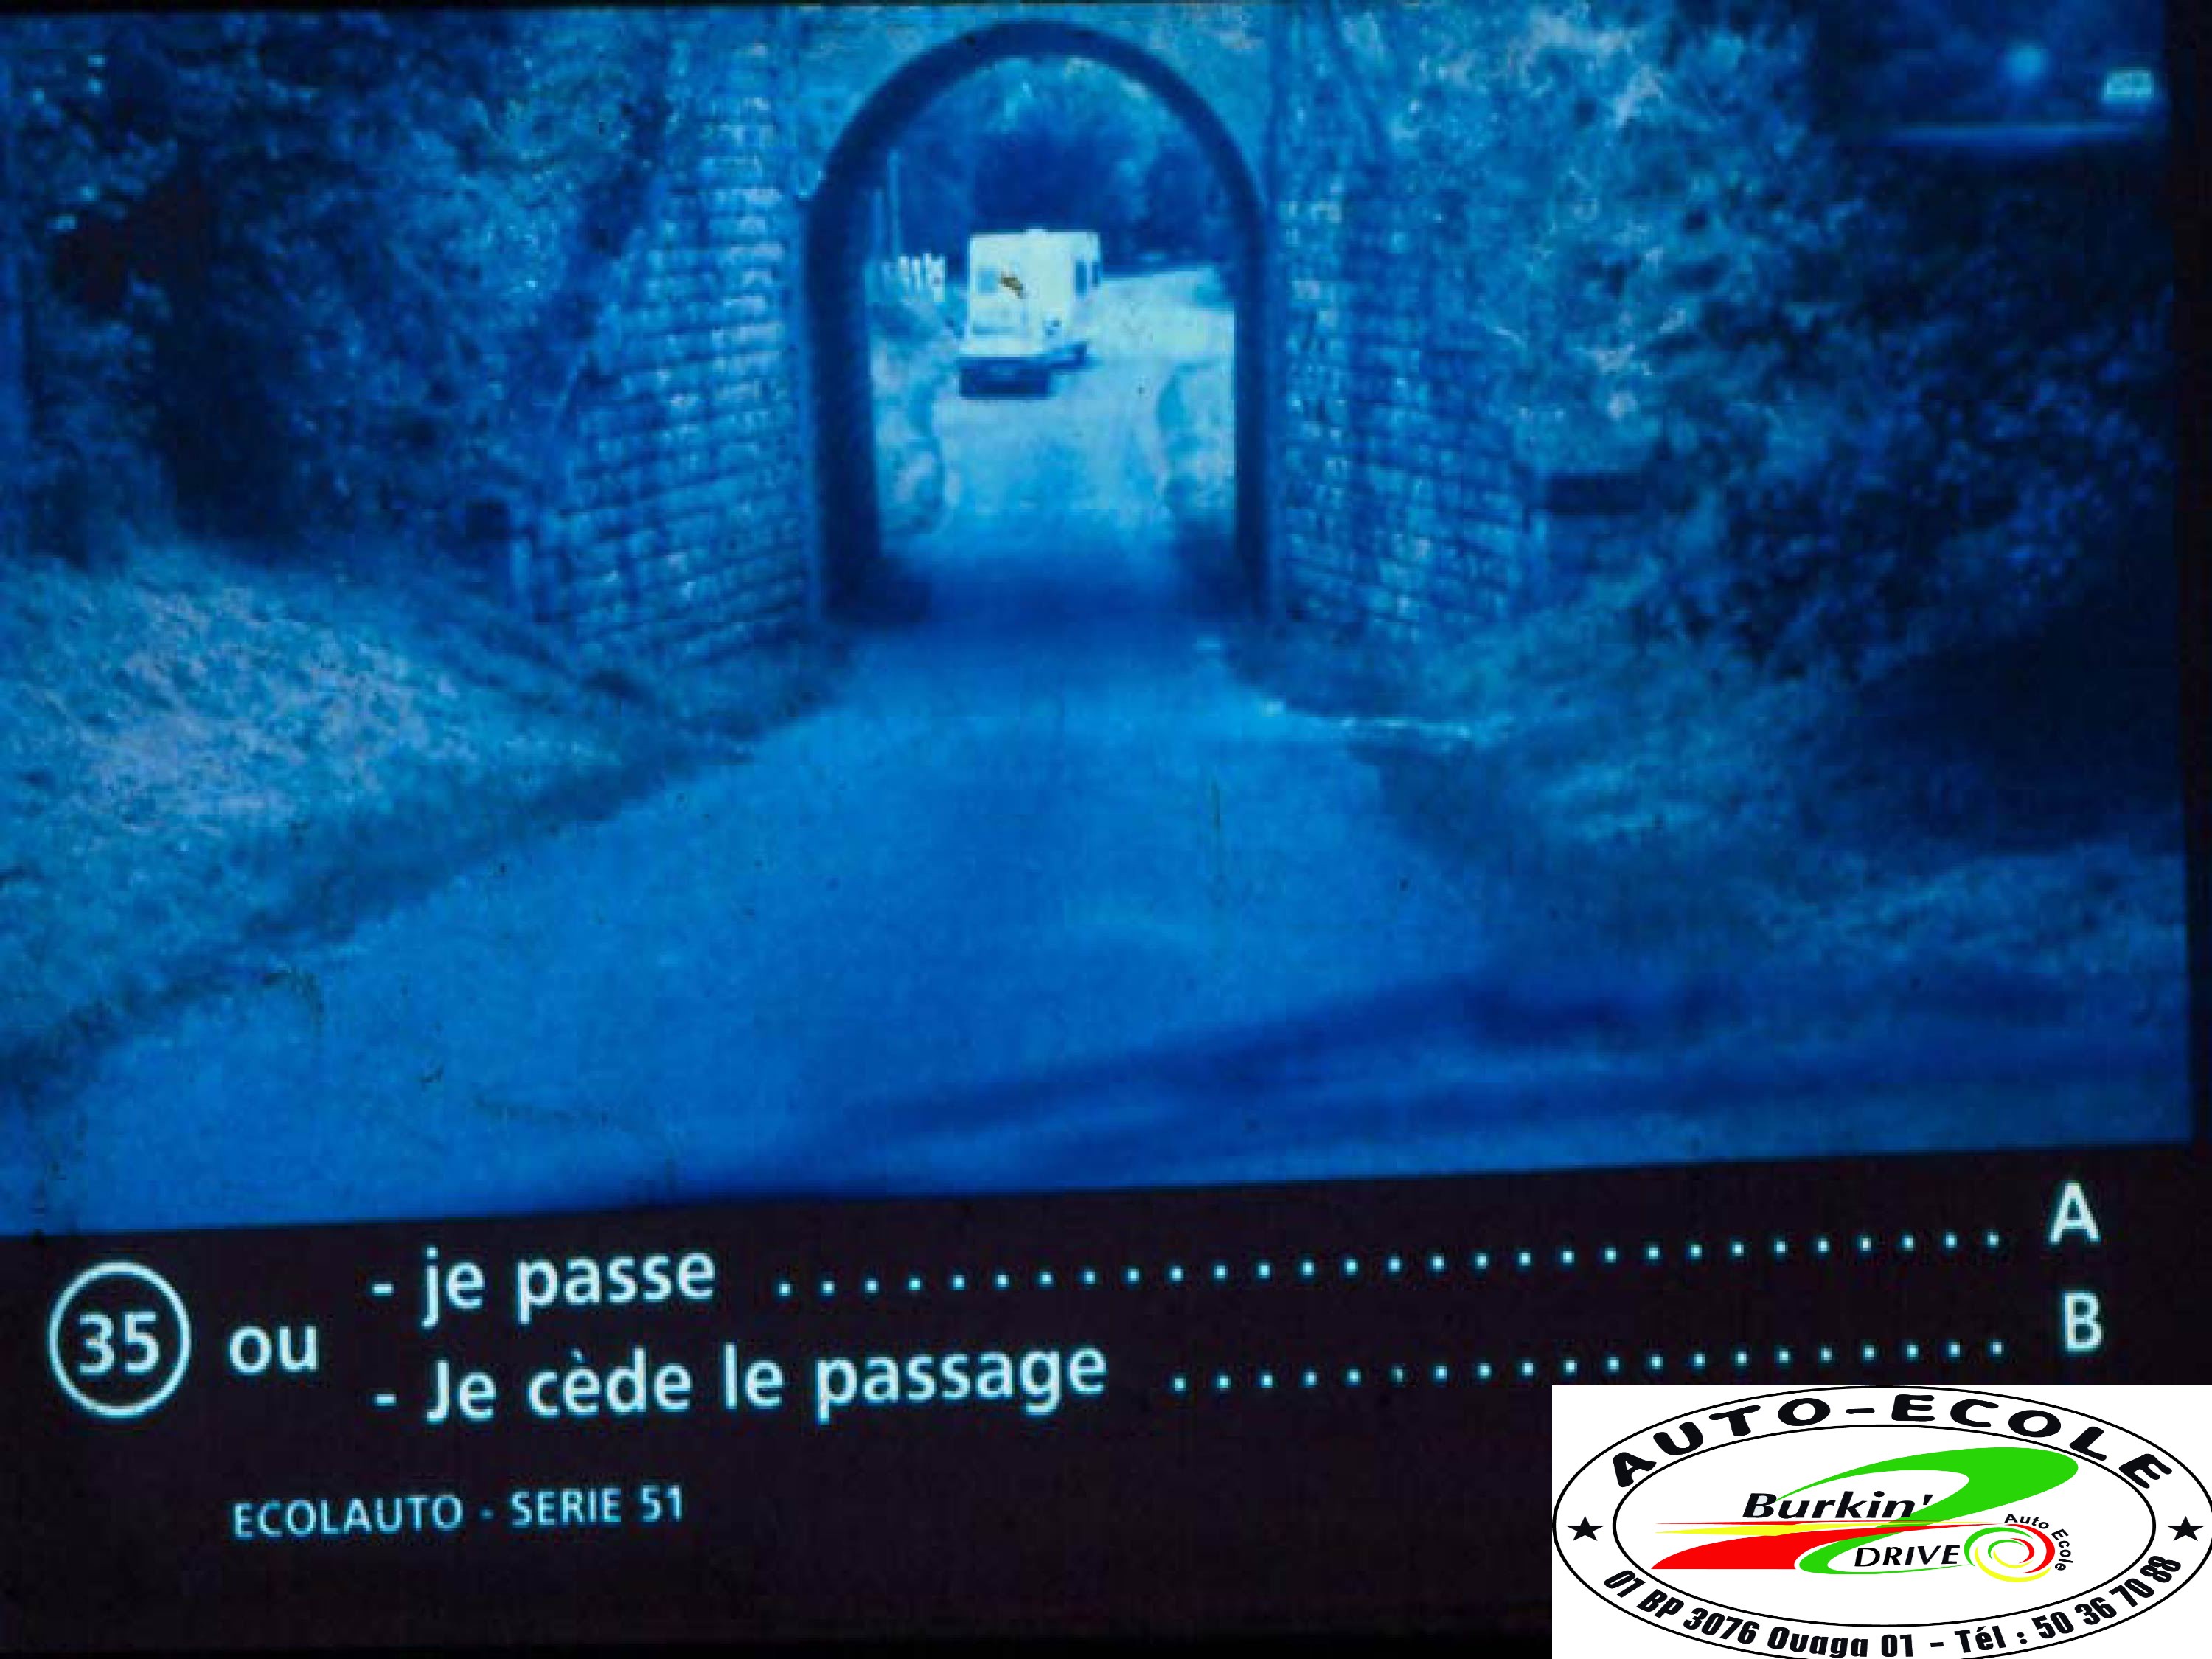 35 ou
- je passe .............................. A
- Je cède le passage .................... B
ECOLAUTO - SERIE 51
AUTO-ECOLE
Burkin'
DRIVE
Auto Ecole
01 BP 3076 Ouaga 01 - Tél : 50 36 70 88